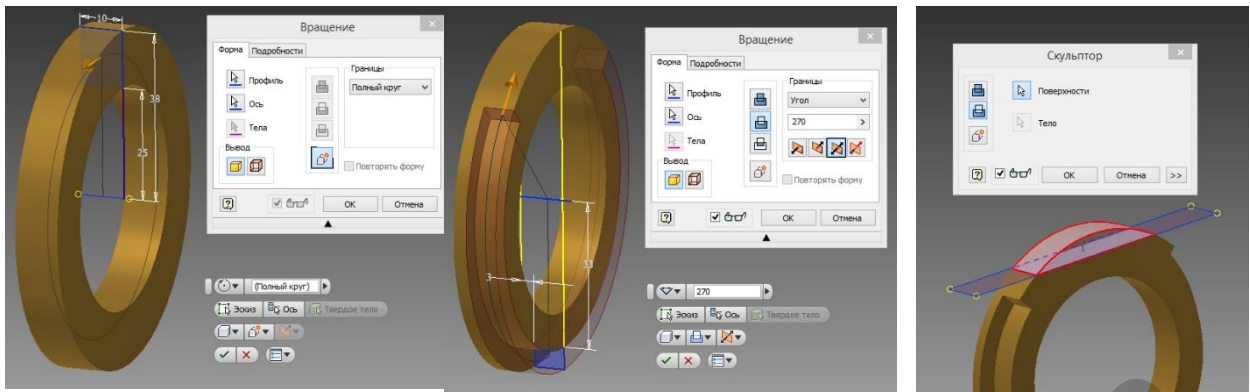 10
38
25
Вращение
Форма Подробности
Границы
Профиль
Полный круг
Ось
Тела
Вывод
Повторять форму
OK Отмена
(Полный круг)
Эскиз Ось Твердое тело
3
33
Вращение
Форма Подробности
Границы
Профиль
Угол
Ось
270
Тела
Вывод
Повторять форму
OK Отмена
270
Эскиз Ось Твердое тело
Скульптор
Поверхности
Тело
OK Отмена >>